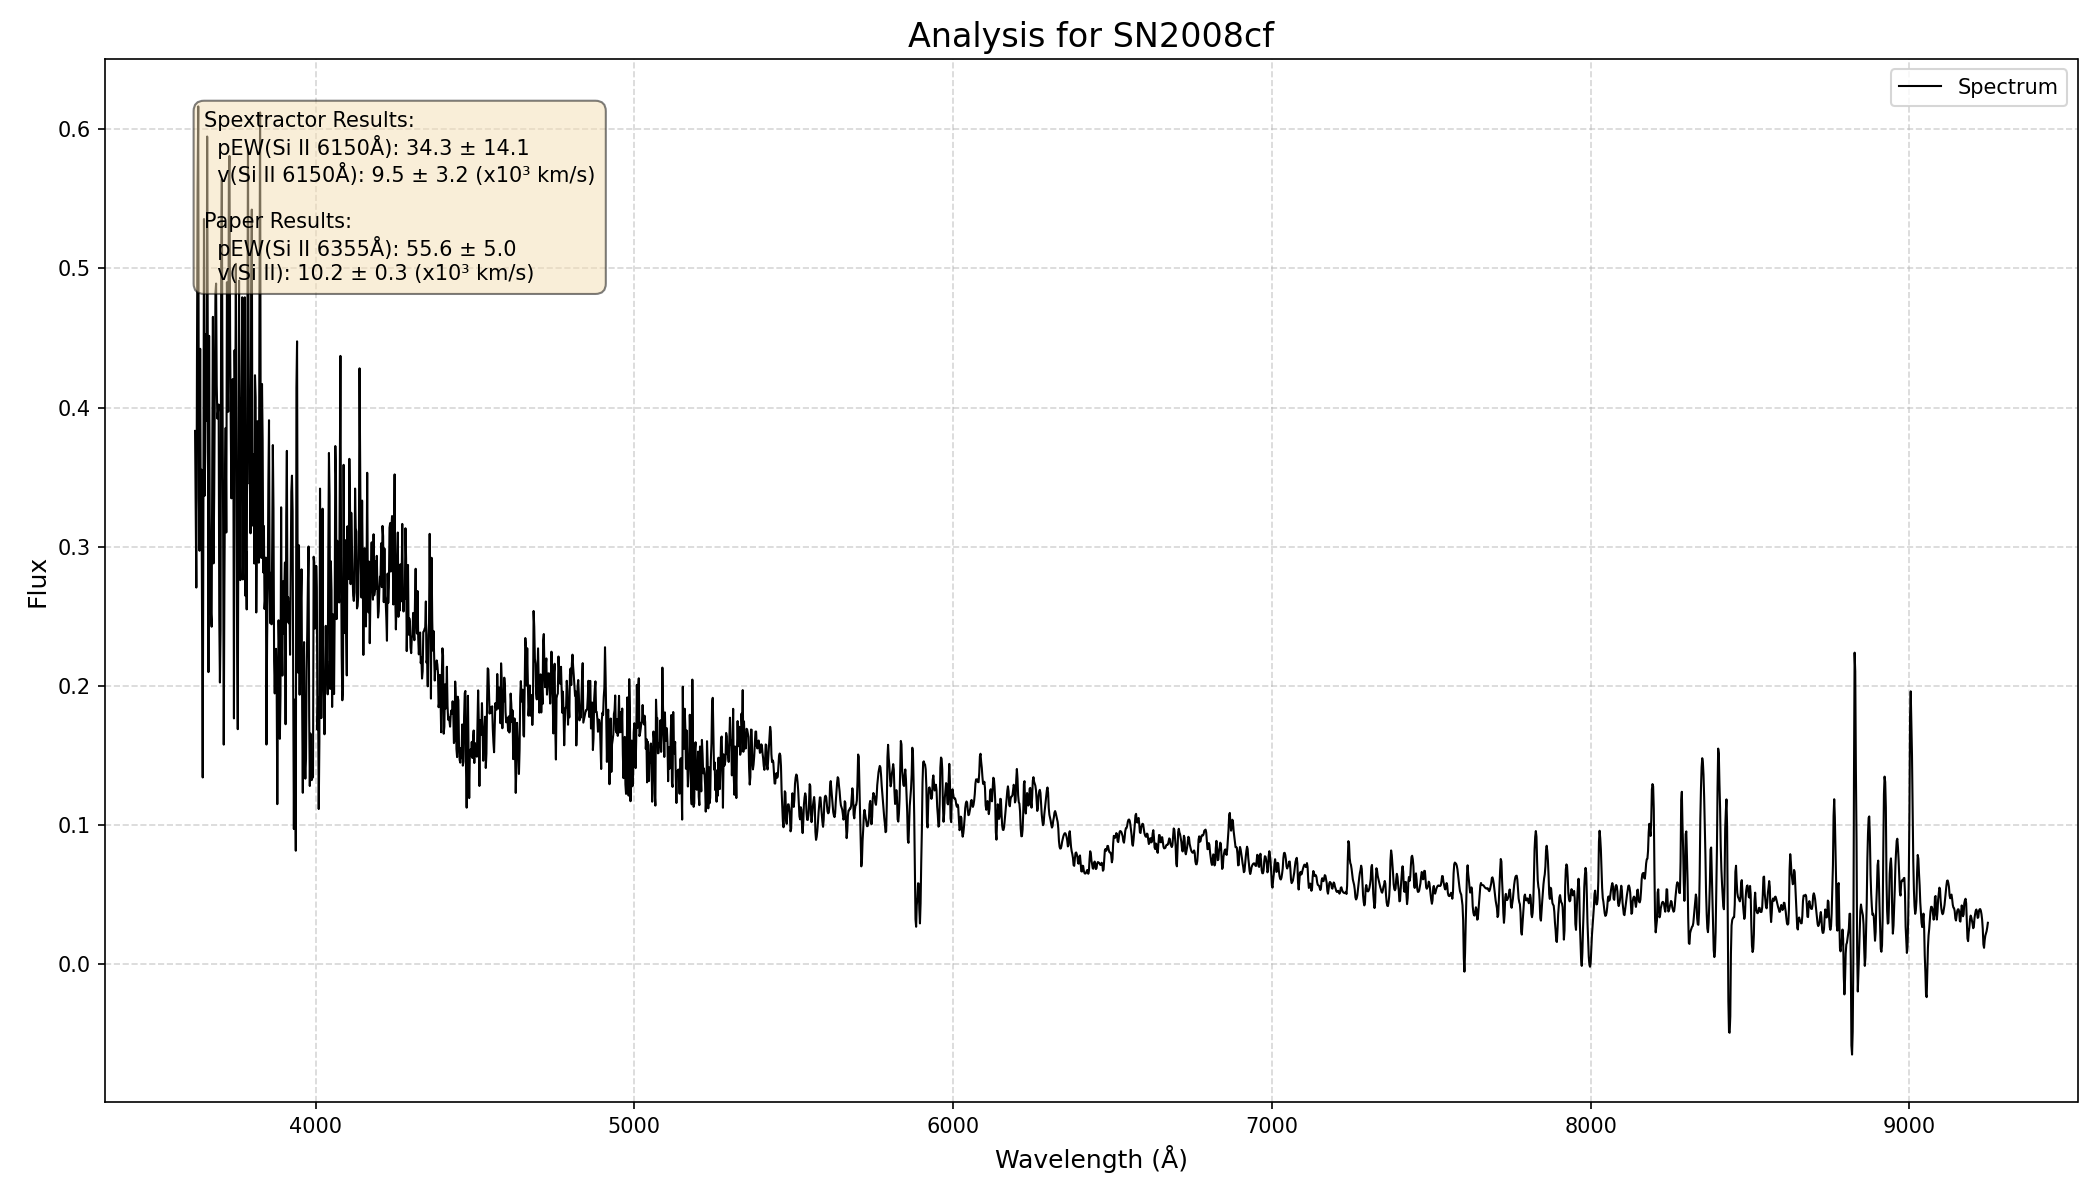 Analysis for SN2008cf
Spectrum
Spextractor Results:
pEW(Si II 6150Å): 34.3 ± 14.1
v(Si II 6150Å): 9.5 ± 3.2 (x10³ km/s)
Paper Results:
pEW(Si II 6355Å): 55.6 ± 5.0
v(Si II): 10.2 ± 0.3 (x10³ km/s)
Flux
0.6
0.5
0.4
0.3
0.2
0.1
0.0
4000 5000 6000 7000 8000 9000
Wavelength (Å)